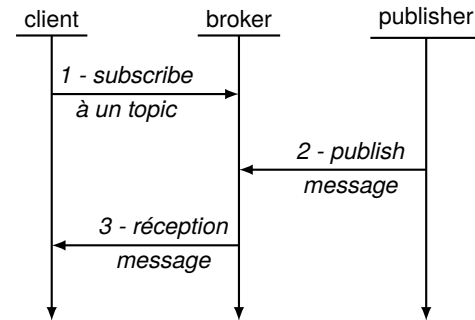 client
broker
publisher
1 - subscribe
à un topic
2 - publish
message
3 - réception
message